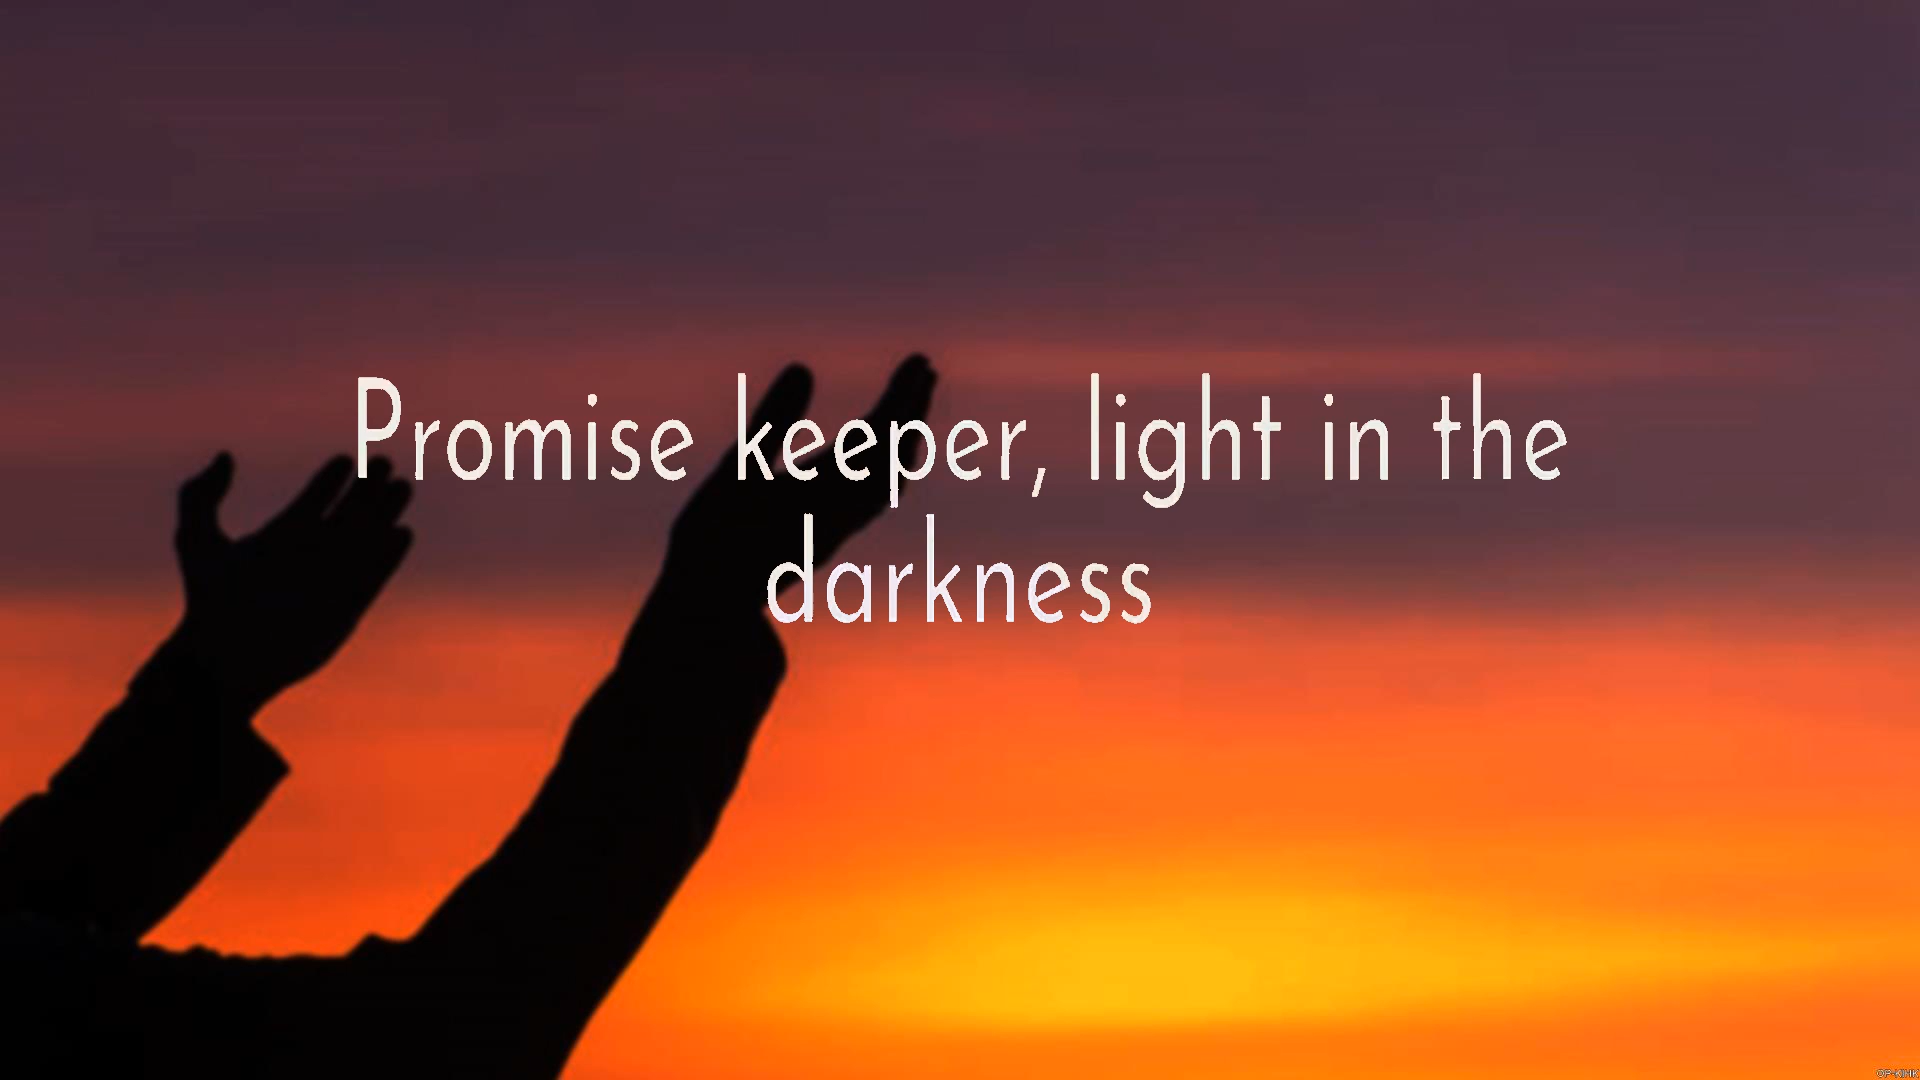 Promise keeper, light in the
darkness